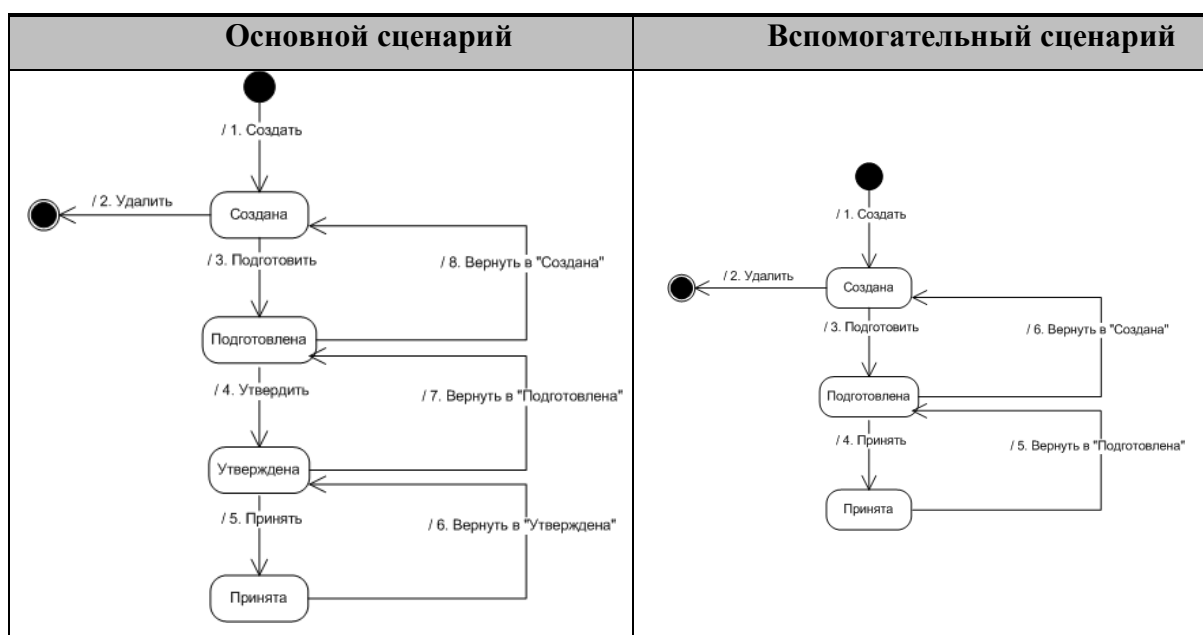 Основной сценарий
Вспомогательный сценарий
/ 1. Создать
/ 2. Удалить
Создана
/ 3. Подготовить
/ 8. Вернуть в "Создана"
Подготовлена
/ 4. Утвердить
/ 7. Вернуть в "Подготовлена"
Утверждена
/ 5. Принять
/ 6. Вернуть в "Утверждена"
Принята
/ 1. Создать
/ 2. Удалить
Создана
/ 3. Подготовить
/ 6. Вернуть в "Создана"
Подготовлена
/ 4. Принять
/ 5. Вернуть в "Подготовлена"
Принята